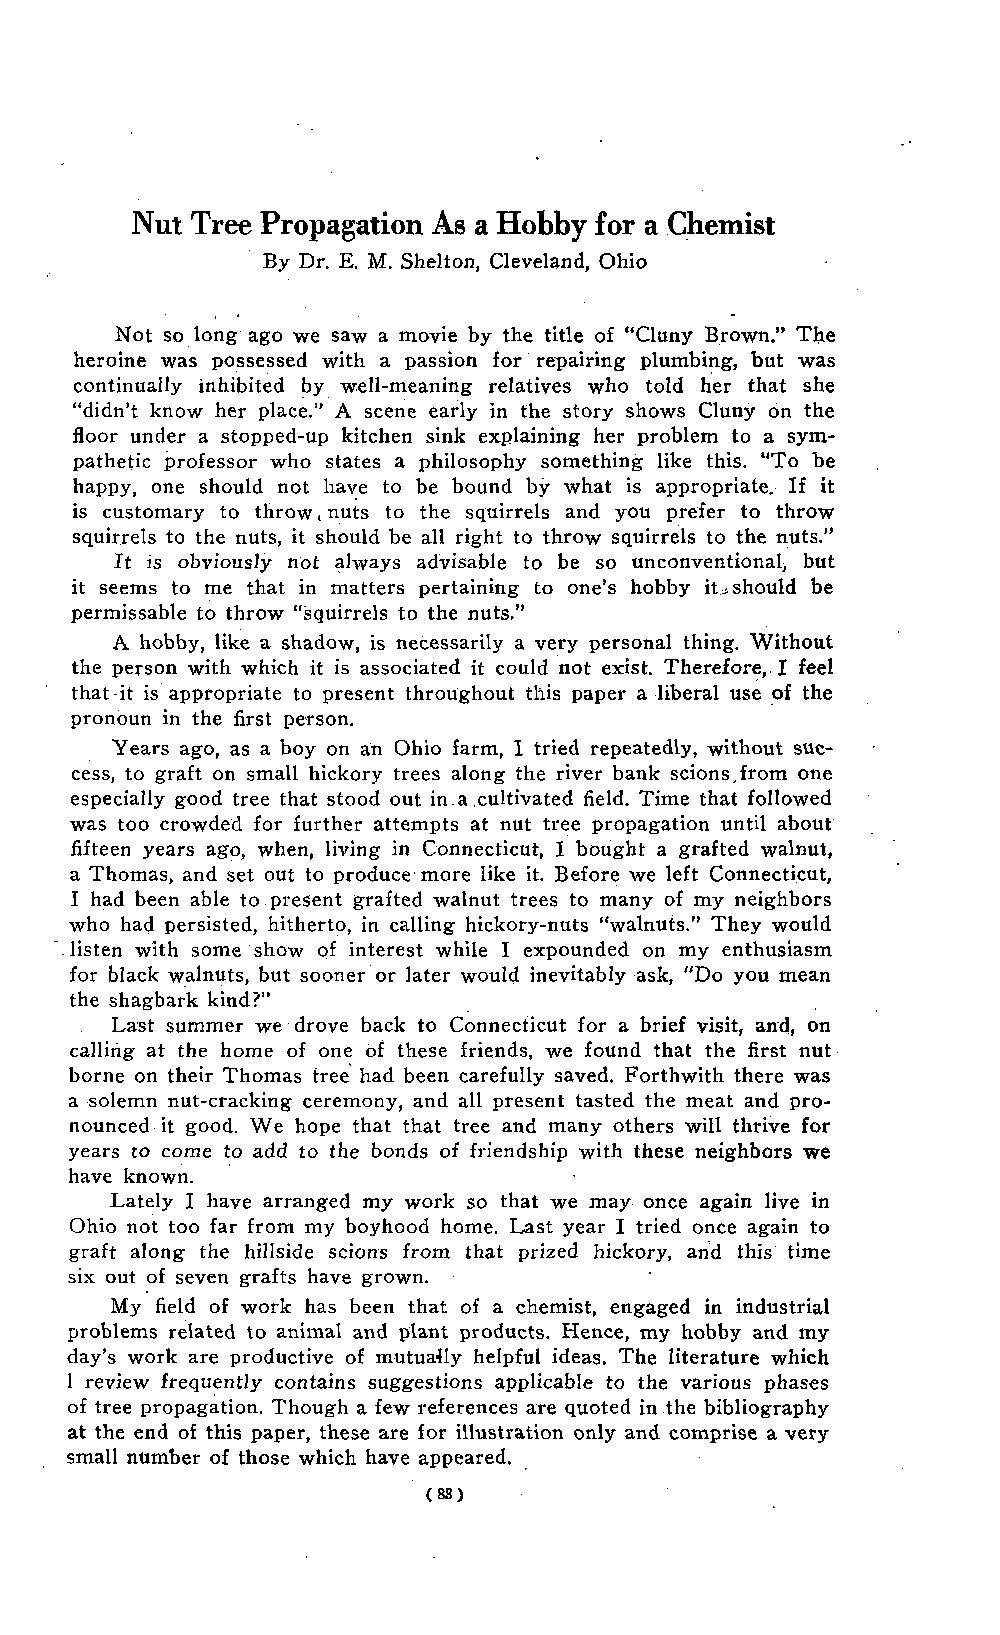 Nut Tree Propagation As a Hobby for a Chemist
By Dr. E. M. Shelton, Cleveland, Ohio
Not so long ago we saw a movie by the title of "Cluny Brown." The
heroine was possessed with a passion for repairing plumbing, but was
continually inhibited by well-meaning relatives who told her that she
"didn't know her place." A scene early in the story shows Cluny on the
floor under a stopped-up kitchen sink explaining her problem to a sym-
pathetic professor who states a philosophy something like this. "To be
happy, one should not have to be bound by what is appropriate. If it
is customary to throw nuts to the squirrels and you prefer to throw
squirrels to the nuts, it should be all right to throw squirrels to the nuts."
It is obviously not always advisable to be so unconventional, but
it seems to me that in matters pertaining to one's hobby it should be
permissable to throw "squirrels to the nuts."
A hobby, like a shadow, is necessarily a very personal thing. Without
the person with which it is associated it could not exist. Therefore, I feel
that it is appropriate to present throughout this paper a liberal use of the
pronoun in the first person.
Years ago, as a boy on an Ohio farm, I tried repeatedly, without suc-
cess, to graft on small hickory trees along the river bank scions from one
especially good tree that stood out in a cultivated field. Time that followed
was too crowded for further attempts at nut tree propagation until about
fifteen years ago, when, living in Connecticut, I bought a grafted walnut,
a Thomas, and set out to produce more like it. Before we left Connecticut,
I had been able to present grafted walnut trees to many of my neighbors
who had persisted, hitherto, in calling hickory-nuts "walnuts." They would
listen with some show of interest while I expounded on my enthusiasm
for black walnuts, but sooner or later would inevitably ask, "Do you mean
the shagbark kind?"
Last summer we drove back to Connecticut for a brief visit, and, on
calling at the home of one of these friends, we found that the first nut
borne on their Thomas tree had been carefully saved. Forthwith there was
a solemn nut-cracking ceremony, and all present tasted the meat and pro-
nounced it good. We hope that that tree and many others will thrive for
years to come to add to the bonds of friendship with these neighbors we
have known.
Lately I have arranged my work so that we may once again live in
Ohio not too far from my boyhood home. Last year I tried once again to
graft along the hillside scions from that prized hickory, and this time
six out of seven grafts have grown.
My field of work has been that of a chemist, engaged in industrial
problems related to animal and plant products. Hence, my hobby and my
day's work are productive of mutually helpful ideas. The literature which
I review frequently contains suggestions applicable to the various phases
of tree propagation. Though a few references are quoted in the bibliography
at the end of this paper, these are for illustration only and comprise a very
small number of those which have appeared.
(88)